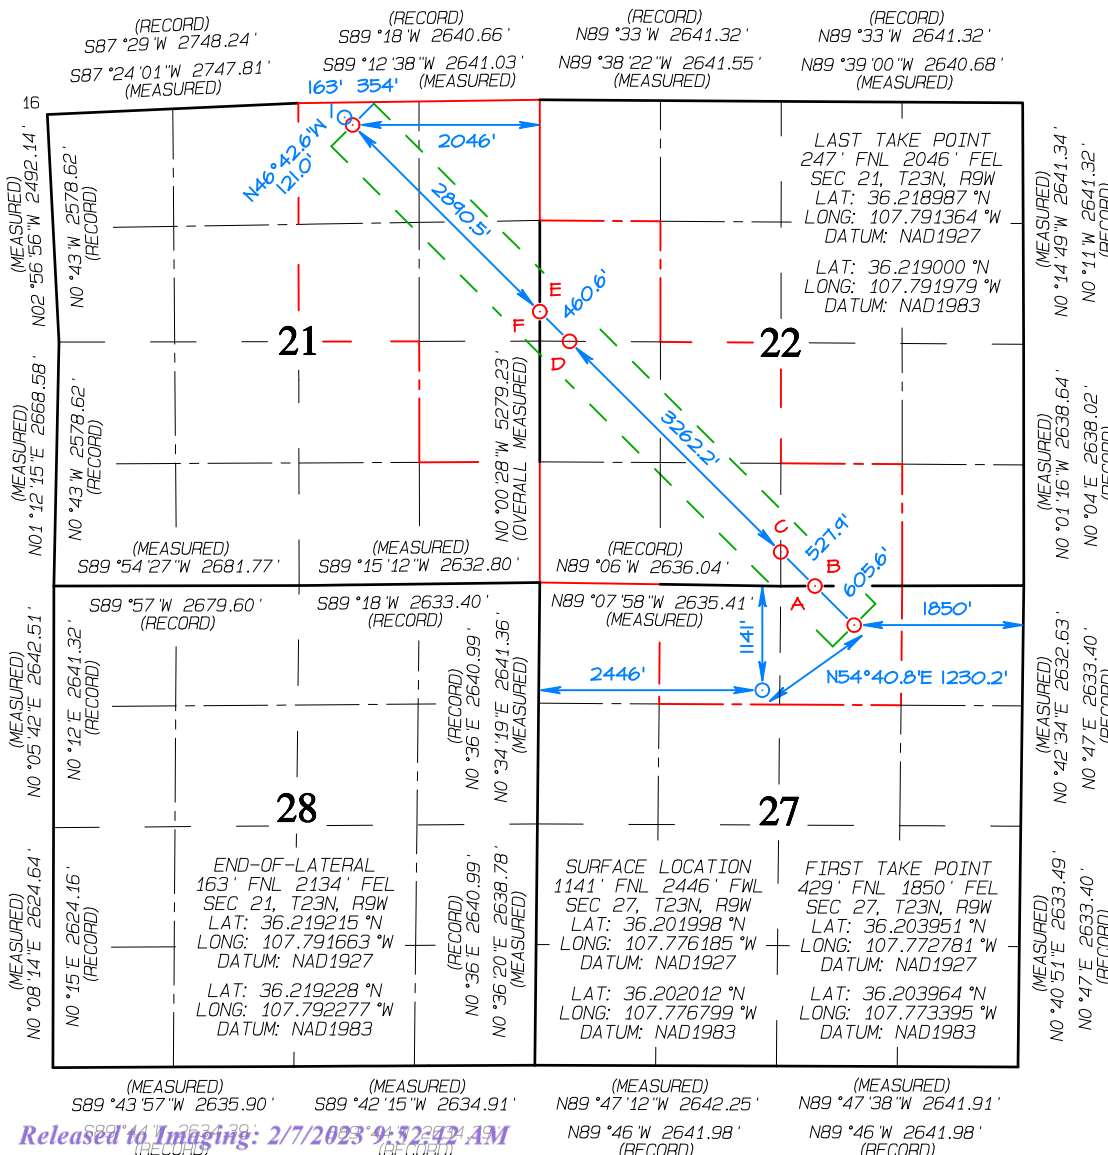 (RECORD)
S87°29'W 2748.24'
S87°24'01"W 2747.81'
(MEASURED)
(RECORD)
S89°18'W 2640.66'
S89°12'38"W 2641.03'
(MEASURED)
(RECORD)
N89°33'W 2641.32'
N89°38'22"W 2641.55'
(MEASURED)
(RECORD)
N89°33'W 2641.32'
N89°39'00"W 2640.68'
(MEASURED)
16
163' 354'
N46°42.6'W
121.0'
2046'
2890.5'
LAST TAKE POINT
247' FNL 2046' FEL
SEC 21, T23N, R9W
LAT: 36.218987°N
LONG: 107.791364°W
DATUM: NAD1927
LAT: 36.219000°N
LONG: 107.791979°W
DATUM: NAD1983
(MEASURED)
N02°56'56"W 2492.14'
N0°43'W 2578.62'
(RECORD)
(MEASURED)
N0°14'49"W 2641.34'
N0°11'W 2641.32'
(RECORD)
E
460.6'
F
D
21
22
(MEASURED)
N01°12'15"E 2668.58'
N0°43'W 2578.62'
(RECORD)
N0°00'28"W 5279.23'
(OVERALL MEASURED)
3262.2'
(MEASURED)
N0°01'16"W 2638.64'
N0°04'E 2638.02'
(RECORD)
C
527.9'
B
605.6'
A
(MEASURED)
S89°54'27"W 2681.77'
(MEASURED)
S89°15'12"W 2632.80'
(RECORD)
N89°06'W 2636.04'
S89°57'W 2679.60'
(RECORD)
S89°18'W 2633.40'
(RECORD)
N89°07'58"W 2635.41'
(MEASURED)
1850'
1141'
2446'
N54°40.8'E 1230.2'
(MEASURED)
N0°05'42"E 2642.51'
N0°12'E 2641.32'
(RECORD)
(RECORD)
N0°36'E 2640.99'
N0°34'19"E 2641.36'
(MEASURED)
(MEASURED)
N0°42'34"E 2632.63'
N0°47'E 2633.40'
(RECORD)
28
27
END-OF-LATERAL
163' FNL 2134' FEL
SEC 21, T23N, R9W
LAT: 36.219215°N
LONG: 107.791663°W
DATUM: NAD1927
LAT: 36.219228°N
LONG: 107.792277°W
DATUM: NAD1983
SURFACE LOCATION
1141' FNL 2446' FWL
SEC 27, T23N, R9W
LAT: 36.201998°N
LONG: 107.776185°W
DATUM: NAD1927
LAT: 36.202012°N
LONG: 107.776799°W
DATUM: NAD1983
FIRST TAKE POINT
429' FNL 1850' FEL
SEC 27, T23N, R9W
LAT: 36.203951°N
LONG: 107.772781°W
DATUM: NAD1927
LAT: 36.203964°N
LONG: 107.773395°W
DATUM: NAD1983
(MEASURED)
N0°08'14"E 2624.64'
N0°15'E 2624.16'
(RECORD)
(RECORD)
N0°36'E 2640.99'
N0°36'20"E 2638.78'
(MEASURED)
(MEASURED)
N0°40'51"E 2633.49'
N0°47'E 2633.40'
(RECORD)
(MEASURED)
S89°43'57"W 2635.90'
(RECORD)
(MEASURED)
S89°42'15"W 2634.91'
(RECORD)
(MEASURED)
N89°47'12"W 2642.25'
N89°46'W 2641.98'
(RECORD)
(MEASURED)
N89°47'38"W 2641.91'
N89°46'W 2641.98'
(RECORD)
Released to Imaging: 2/7/2023 9:52:42 AM